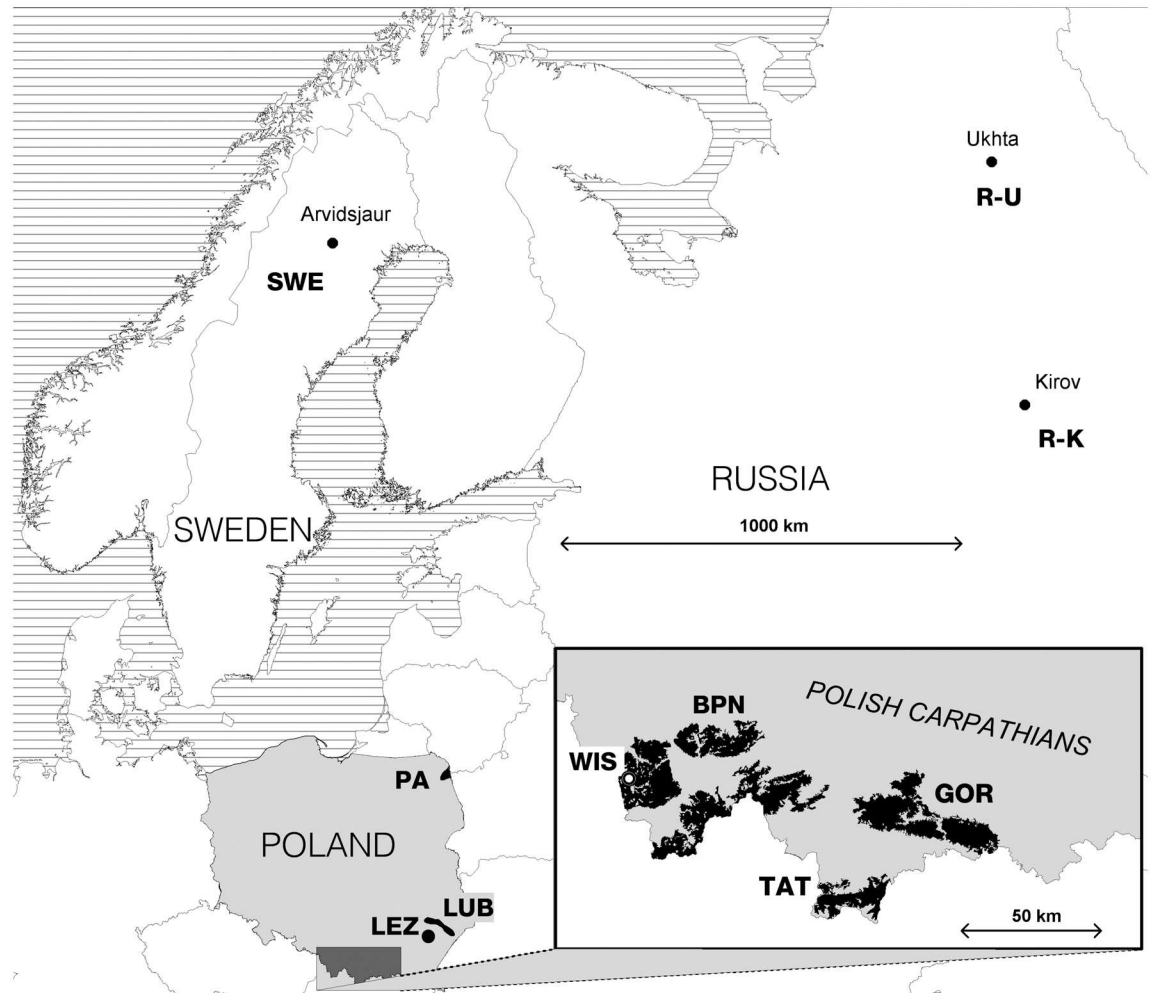 Ukhta
R-U
Arvidsjaur
SWE
Kirov
R-K
RUSSIA
1000 km
SWEDEN
POLISH CARPATHIANS
BPN
WIS
GOR
TAT
50 km
PA
POLAND
LUB
LEZ